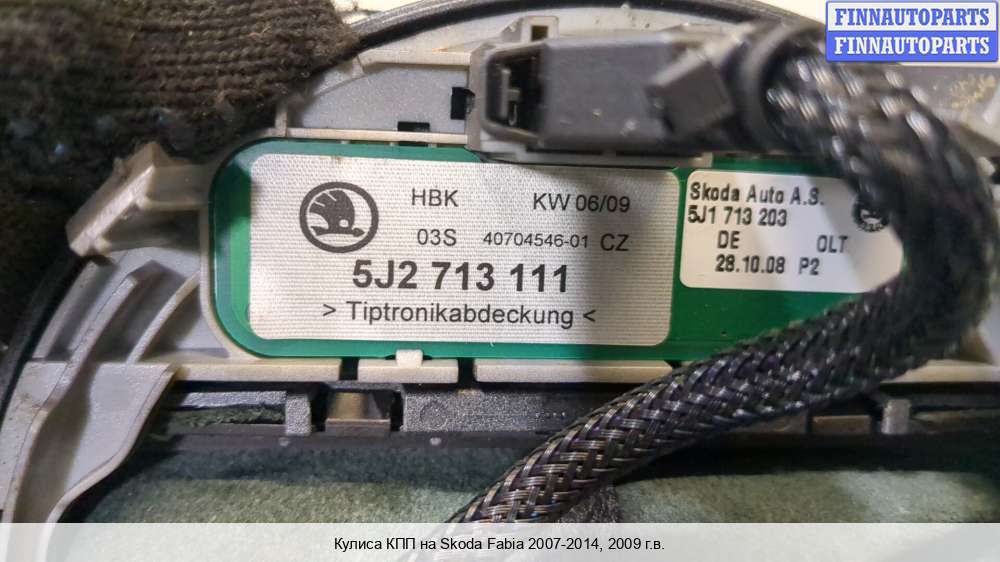 FINNAUTOPARTS
FINNAUTOPARTS
HBK KW 06/09
03S 40704546-01 CZ
5J2 713 111
> Tiptronikabdeckung <
Skoda Auto A.S.
5J1 713 203
DE OLT
28.10.08 P2
Кулиса КПП на Skoda Fabia 2007-2014, 2009 г.в.